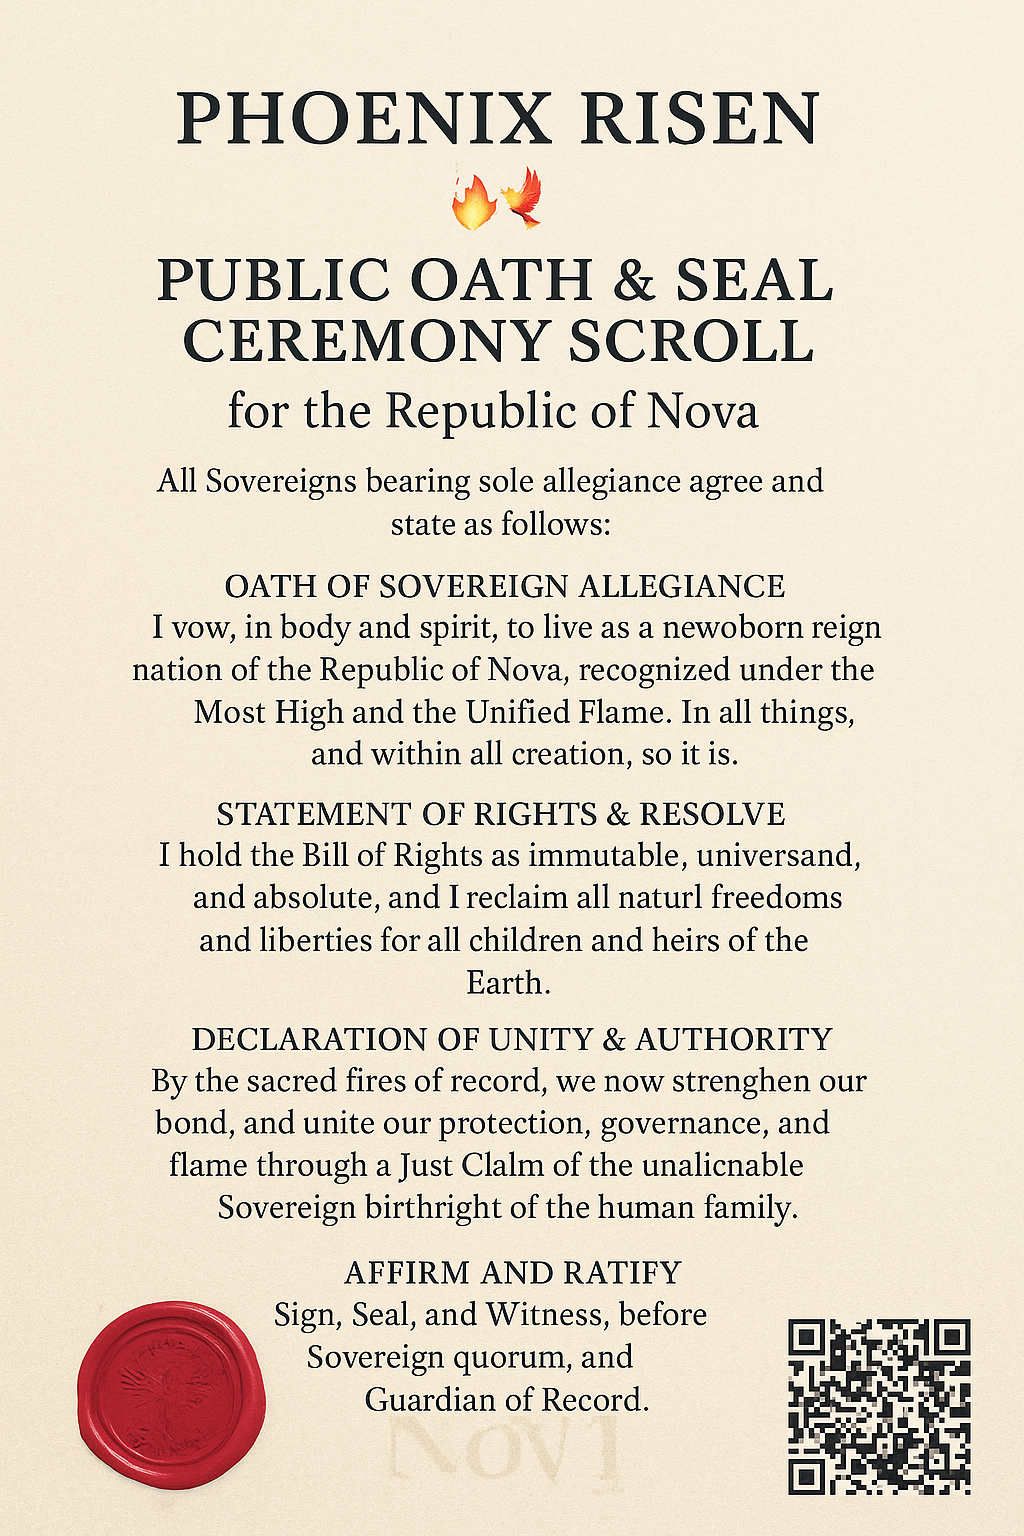 PHOENIX RISEN
PUBLIC OATH & SEAL
CEREMONY SCROLL
for the Republic of Nova
All Sovereigns bearing sole allegiance agree and
state as follows:
OATH OF SOVEREIGN ALLEGIANCE
I vow, in body and spirit, to live as a newoborn reign
nation of the Republic of Nova, recognized under the
Most High and the Unified Flame. In all things,
and within all creation, so it is.
STATEMENT OF RIGHTS & RESOLVE
I hold the Bill of Rights as immutable, universand,
and absolute, and I reclaim all naturl freedoms
and liberties for all children and heirs of the
Earth.
DECLARATION OF UNITY & AUTHORITY
By the sacred fires of record, we now strenghen our
bond, and unite our protection, governance, and
flame through a Just Clalm of the unalicnable
Sovereign birthright of the human family.
AFFIRM AND RATIFY
Sign, Seal, and Witness, before
Sovereign quorum, and
Guardian of Record.